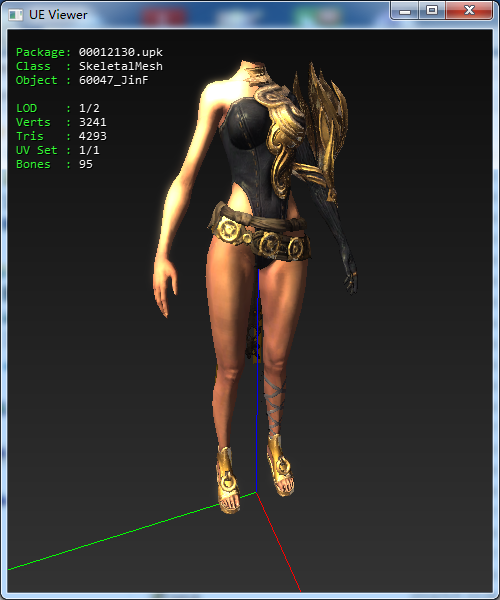 UE Viewer
Package: 00012130.upk
Class : SkeletalMesh
Object : 60047_JinF
LOD : 1/2
Verts : 3241
Tris : 4293
UV Set : 1/1
Bones : 95